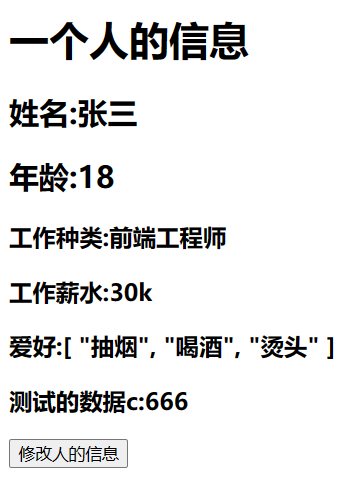 一个人的信息
姓名:张三
年龄:18
工作种类:前端工程师
工作薪水:30k
爱好:[ "抽烟", "喝酒", "烫头" ]
测试的数据c:666
修改人的信息